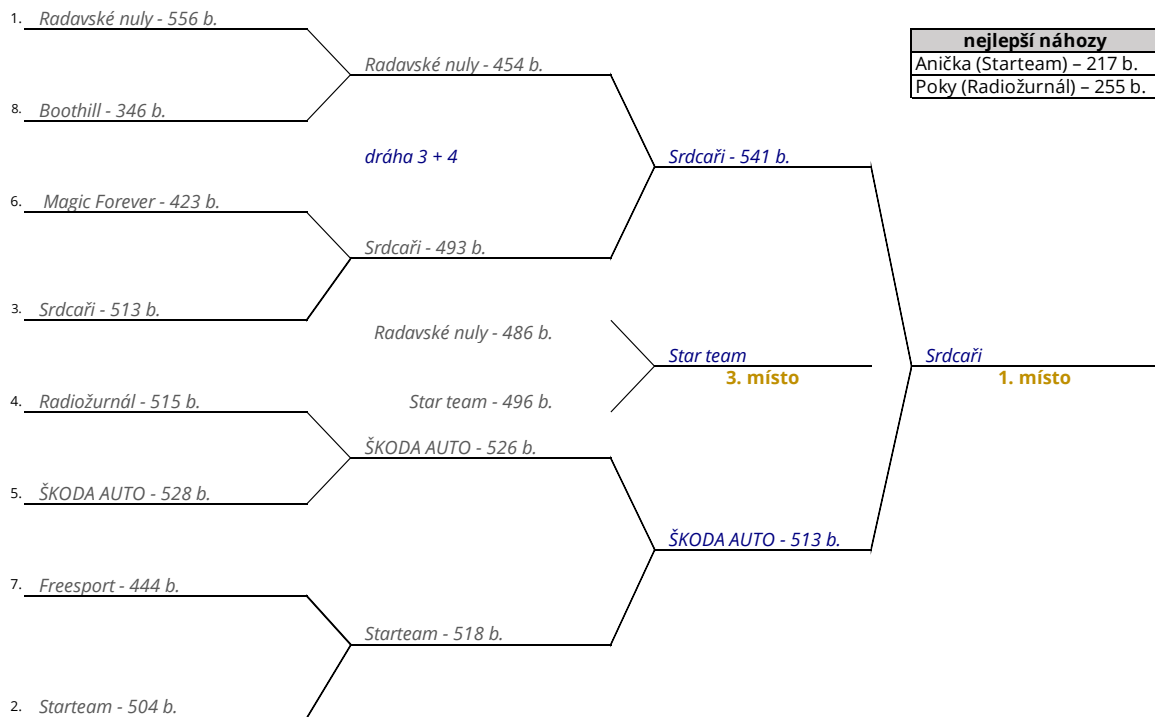 1. Radavské nuly - 556 b.
nejlepší náhozy
Radavské nuly - 454 b.
Anička (Starteam) – 217 b.
Poky (Radiožurnál) – 255 b.
8. Boothill - 346 b.
dráha 3 + 4
Srdcaři - 541 b.
6. Magic Forever - 423 b.
Srdcaři - 493 b.
3. Srdcaři - 513 b.
Radavské nuly - 486 b.
Star team
Srdcaři
3. místo
1. místo
4. Radiožurnál - 515 b.
Star team - 496 b.
ŠKODA AUTO - 526 b.
5. ŠKODA AUTO - 528 b.
ŠKODA AUTO - 513 b.
7. Freesport - 444 b.
Starteam - 518 b.
2. Starteam - 504 b.